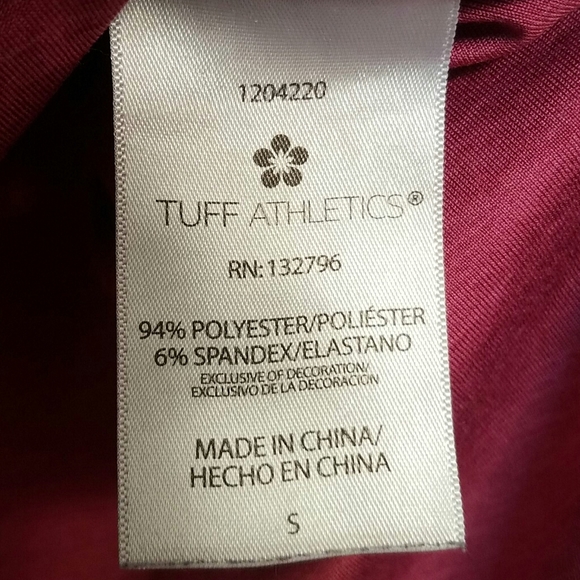 1204220
TUFF ATHLETICS®
RN: 132796
94% POLYESTER/POLIÉSTER
6% SPANDEX/ELASTANO
EXCLUSIVE OF DECORATION/
EXCLUSIVO DE LA DECORACION
MADE IN CHINA/
HECHO EN CHINA
S